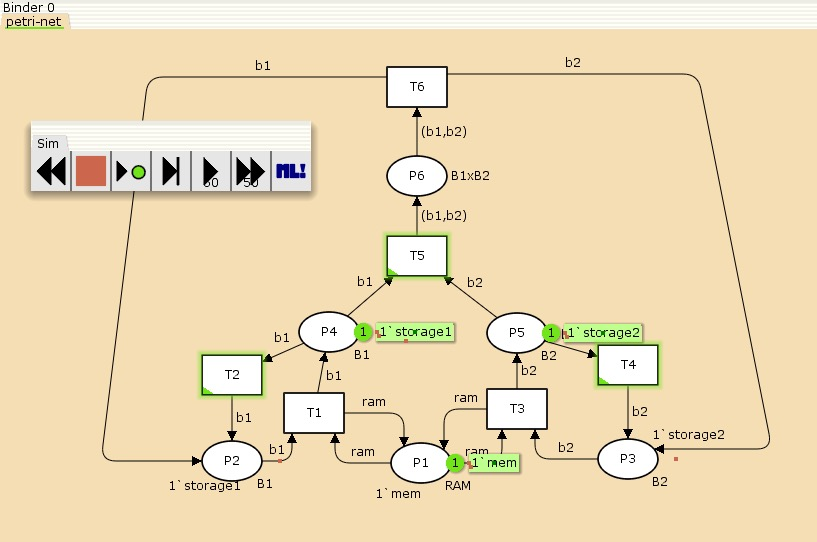 Binder 0
petri-net
b1
b2
T6
(b1,b2)
Sim
60
50
ML!
P6
B1xB2
(b1,b2)
T5
b1
b2
P4
1
1`storage1
P5
1
1`storage2
b1
B1
B2
T2
T4
b1
b2
ram
ram
T1
T3
b1
b2
1`storage2
b1
ram
ram
b2
P2
P1
1
1`mem
P3
1`storage1
B1
RAM
B2
1`mem